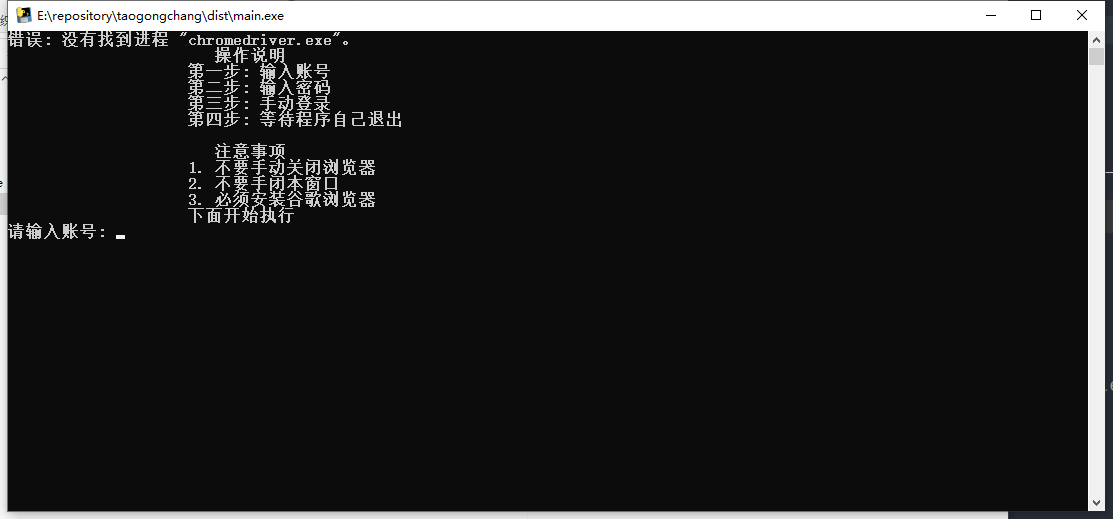 E:\repository\taogongchang\dist\main.exe
错误: 没有找到进程 "chromedriver.exe"。
操作说明
第一步: 输入账号
第二步: 输入密码
第三步: 手动登录
第四步: 等待程序自己退出
注意事项
1. 不要手动关闭浏览器
2. 不要手闭本窗口
3. 必须安装谷歌浏览器
下面开始执行
请输入账号: